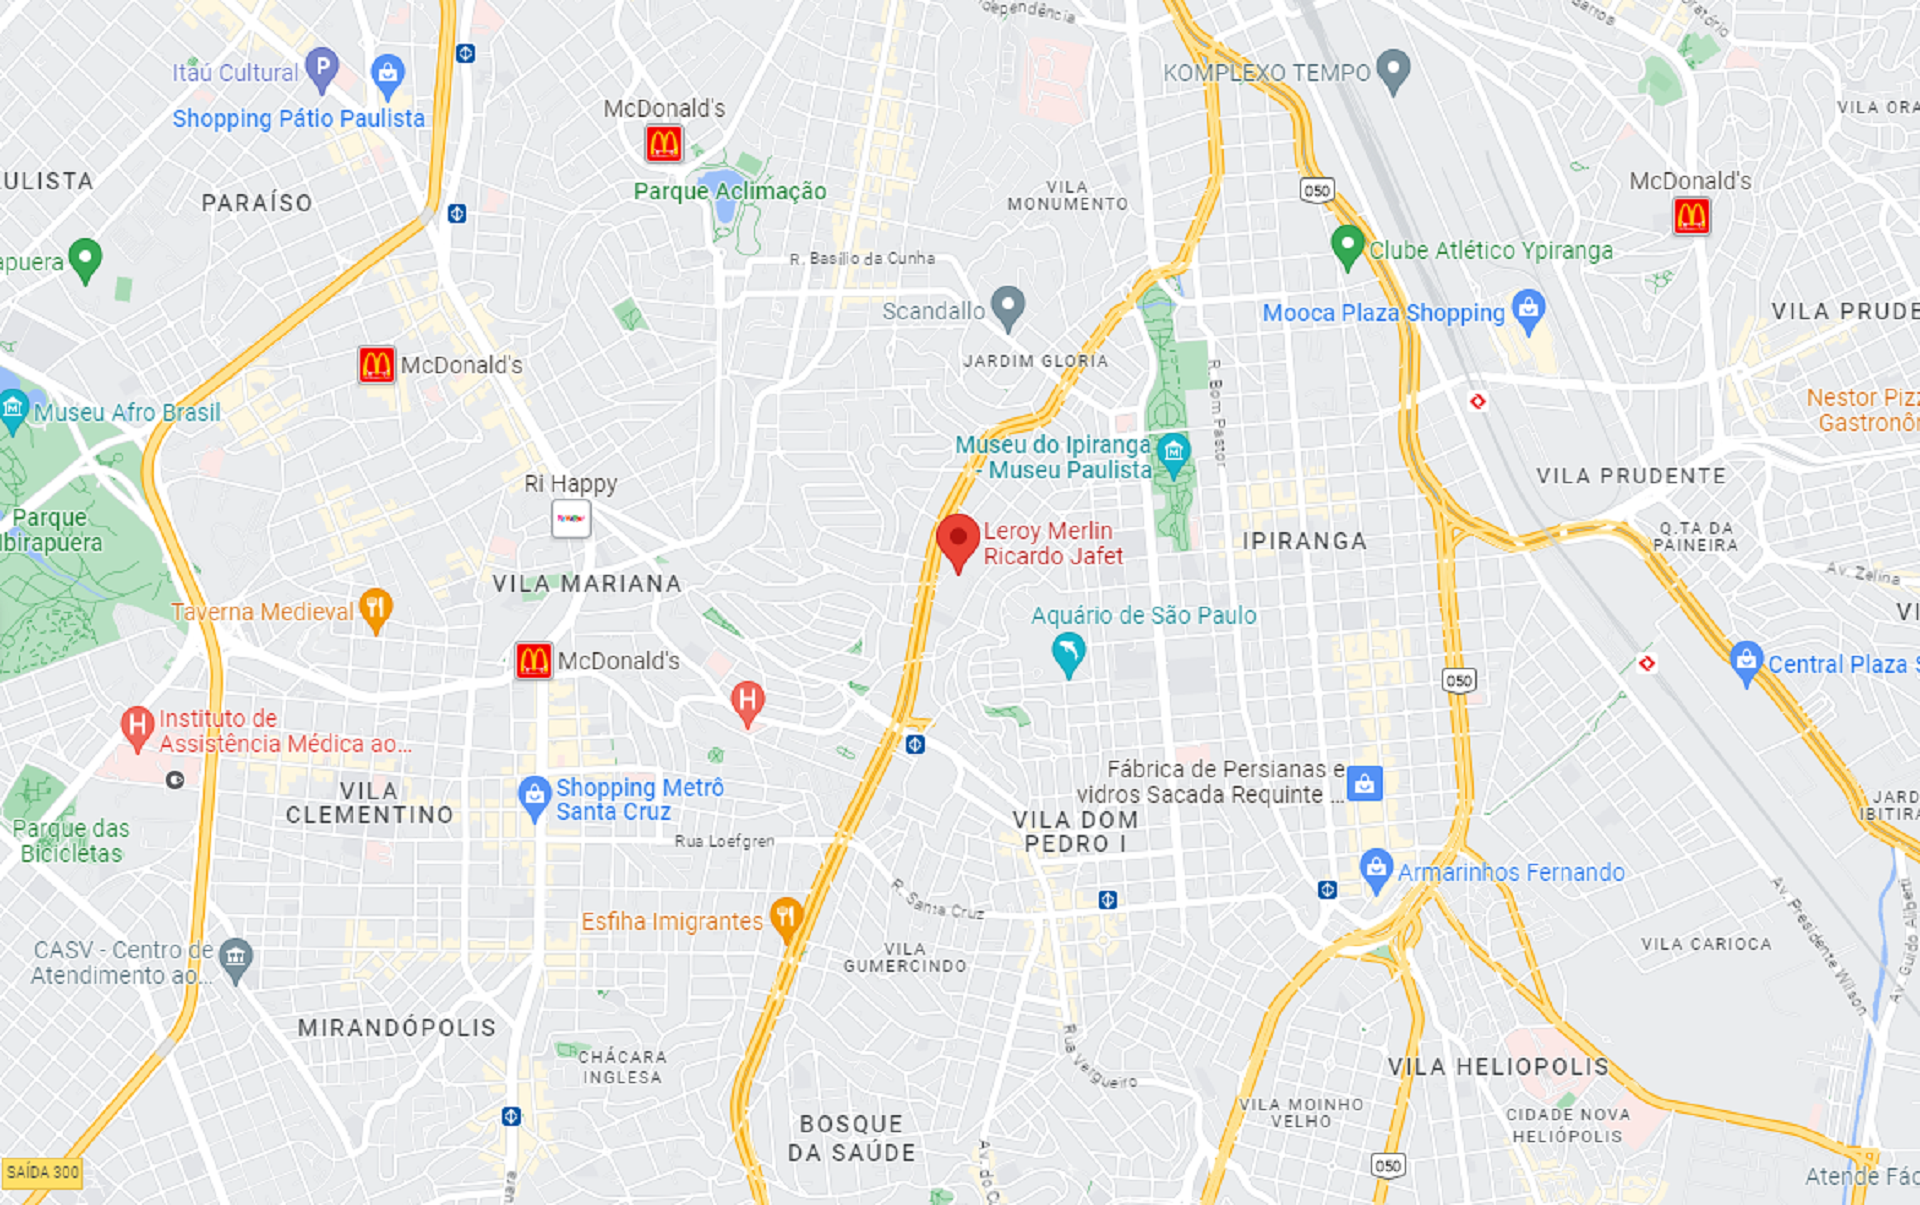 Independência
Barros
Oratório
Itaú Cultural
P
Shopping Pátio Paulista
McDonald's
KOMPLEXO TEMPO
VILA ORA
ULISTA
PARAÍSO
Parque Aclimação
VILA
MONUMENTO
050
McDonald's
apuera
R. Basílio da Cunha
Clube Atlético Ypiranga
Scandallo
Mooca Plaza Shopping
VILA PRUDE
McDonald's
JARDIM GLORIA
R. Bom Pastor
Museu Afro Brasil
Nestor Pizz
Gastronôr
Museu do Ipiranga
- Museu Paulista
Ri Happy
VILA PRUDENTE
Parque
Ibirapuera
Leroy Merlin
Ricardo Jafet
IPIRANGA
Q.TA DA
PAINEIRA
VILA MARIANA
Av. Zelina
Taverna Medieval
Aquário de São Paulo
VI
McDonald's
Central Plaza S
050
H
H
Instituto de
Assistência Médica ao...
Fábrica de Persianas e
vidros Sacada Requinte ...
VILA
CLEMENTINO
Shopping Metrô
Santa Cruz
VILA DOM
PEDRO I
JARD
IBITIRA
Parque das
Bicicletas
Rua Loefgren
R. Santa Cruz
Armarinhos Fernando
Av. Presidente Wilson
Av. Guido Aliberti
Esfiha Imigrantes
CASV - Centro de
Atendimento ao...
VILA
GUMERCINDO
VILA CARIOCA
MIRANDÓPOLIS
CHÁCARA
INGLESA
Rua Vergueiro
VILA HELIOPOLIS
VILA MOINHO
VELHO
CIDADE NOVA
HELIÓPOLIS
BOSQUE
DA SAÚDE
050
SAÍDA 300
uara
Av. do C
Atende Fác